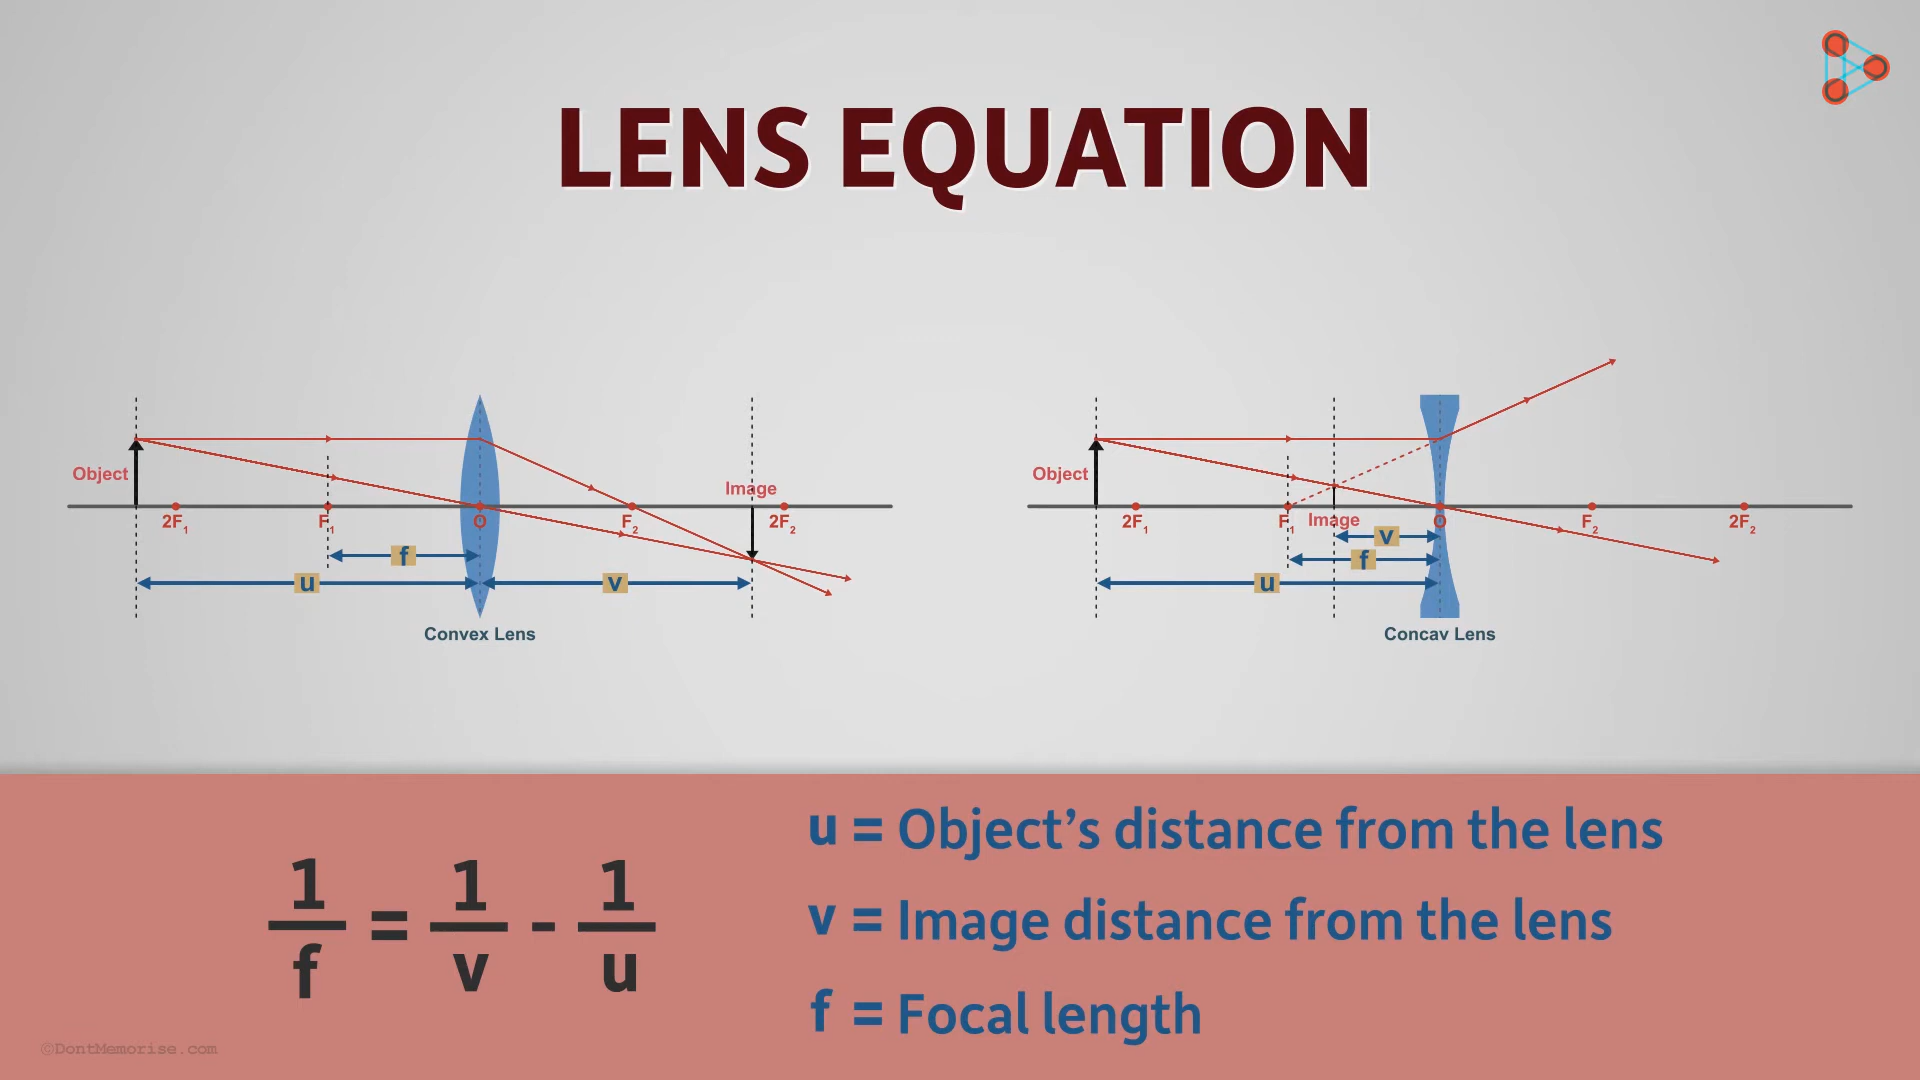 LENS EQUATION
Object
2F1
F1
f
u
O
v
F2
Image
2F2
Convex Lens
Object
2F1
F1
Image
v
f
u
O
F2
2F2
Concav Lens
1/f = 1/v - 1/u
u = Object’s distance from the lens
v = Image distance from the lens
f = Focal length
©DontMemorise.com